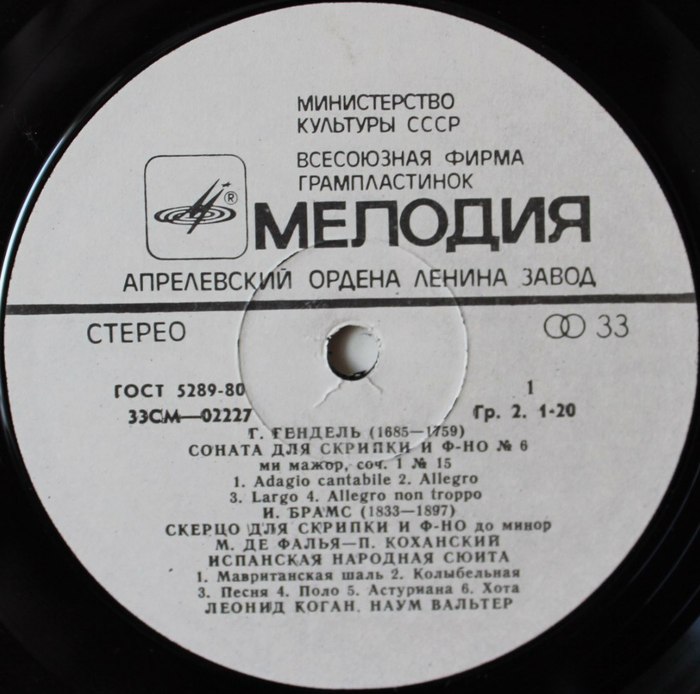 МИНИСТЕРСТВО
КУЛЬТУРЫ СССР
ВСЕСОЮЗНАЯ ФИРМА
ГРАМПЛАСТИНОК
®
МЕЛОДИЯ
АПРЕЛЕВСКИЙ ОРДЕНА ЛЕНИНА ЗАВОД
СТЕРЕО 33
ГОСТ 5289-80 1
33СМ—02227 Гр. 2. 1-20
Г. ГЕНДЕЛЬ (1685—1759)
СОНАТА ДЛЯ СКРИПКИ И Ф-НО № 6
ми мажор, соч. 1 № 15
1. Adagio cantabile 2. Allegro
3. Largo 4. Allegro non troppo
И. БРАМС (1833—1897)
СКЕРЦО ДЛЯ СКРИПКИ И Ф-НО до минор
М. ДЕ ФАЛЬЯ—П. КОХАНСКИЙ
ИСПАНСКАЯ НАРОДНАЯ СЮИТА
1. Мавританская шаль 2. Колыбельная
3. Песня 4. Поло 5. Астуриана 6. Хота
ЛЕОНИД КОГАН, НАУМ ВАЛЬТЕР